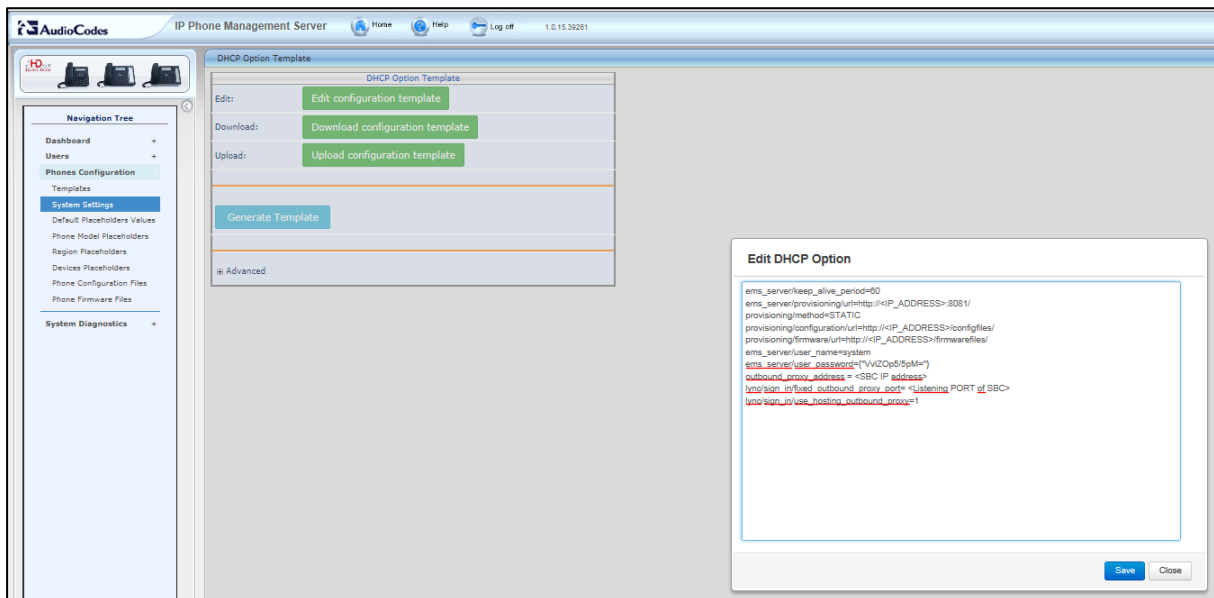 AudioCodes
IP Phone Management Server
Home
Help
Log off
1.0.15.39261
HD
Navigation Tree
Dashboard +
Users +
Phones Configuration
Templates
System Settings
Default Placeholders Values
Phone Model Placeholders
Region Placeholders
Devices Placeholders
Phone Configuration Files
Phone Firmware Files
System Diagnostics +
DHCP Option Template
DHCP Option Template
Edit: Edit configuration template
Download: Download configuration template
Upload: Upload configuration template
Generate Template
Advanced
Edit DHCP Option
ems_server/keep_alive_period=60
ems_server/provisioning/url=http://<IP_ADDRESS>:8081/
provisioning/method=STATIC
provisioning/configuration/url=http://<IP_ADDRESS>/configfiles/
provisioning/firmware/url=http://<IP_ADDRESS>/firmwarefiles/
ems_server/user_name=system
ems_server/user_password={"VvlZOp5/5pM="}
outbound_proxy_address = <SBC IP address>
lync/sign_in/fixed_outbound_proxy_port= <Listening PORT of SBC>
lync/sign_in/use_hosting_outbound_proxy=1
Save Close